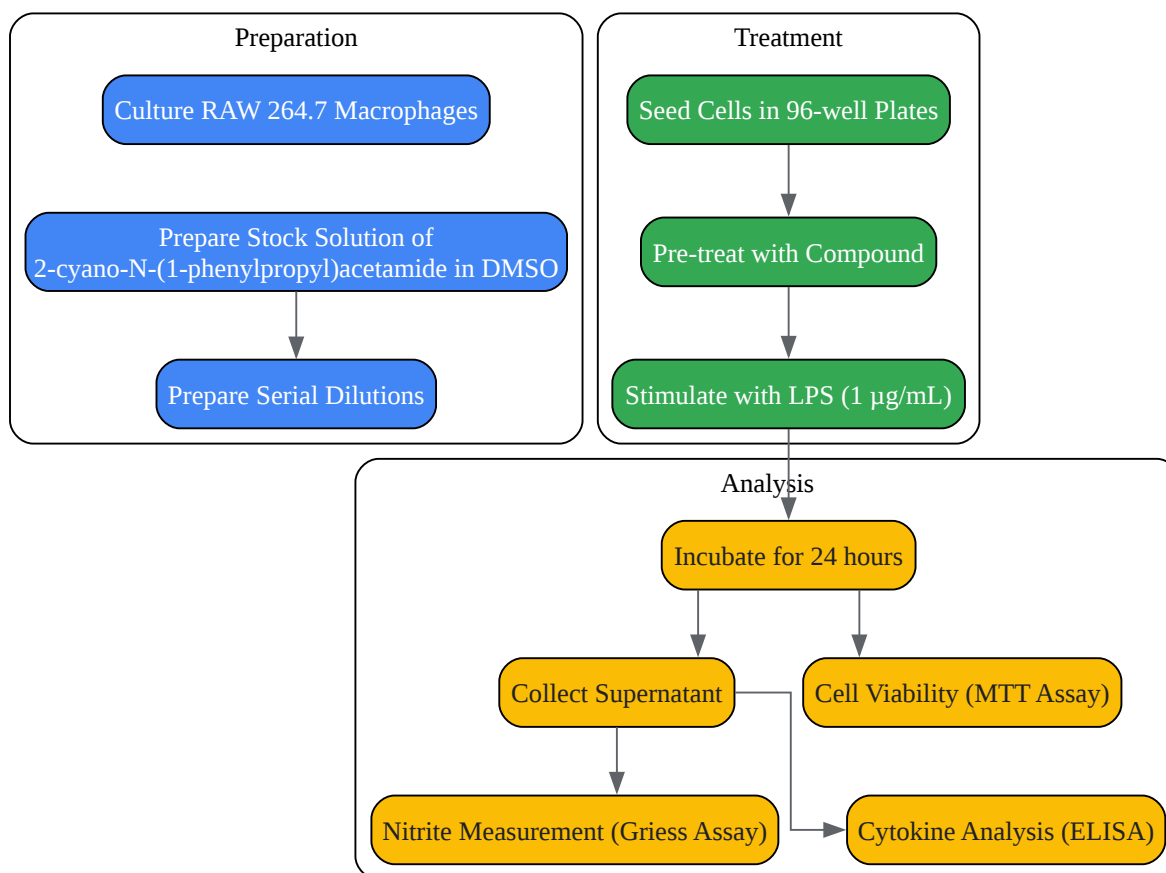 Preparation
Culture RAW 264.7 Macrophages
Prepare Stock Solution of
2-cyano-N-(1-phenylpropyl)acetamide in DMSO
Prepare Serial Dilutions
Treatment
Seed Cells in 96-well Plates
Pre-treat with Compound
Stimulate with LPS (1 µg/mL)
Analysis
Incubate for 24 hours
Collect Supernatant
Cell Viability (MTT Assay)
Nitrite Measurement (Griess Assay)
Cytokine Analysis (ELISA)